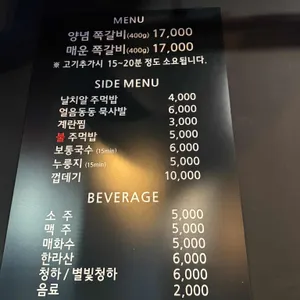 MENU
양념 쪽갈비(400g) 17,000
매운 쪽갈비(400g) 17,000
※ 고기추가시 15~20분 정도 소요됩니다.
SIDE MENU
날치알 주먹밥 4,000
얼음동동 묵사발 6,000
계란찜 3,000
불 주먹밥 5,000
보통국수 (15min) 6,000
누룽지 (15min) 5,000
껍데기 10,000
BEVERAGE
소 주 5,000
맥 주 5,000
매화수 5,000
한라산 6,000
청하 / 별빛청하 6,000
음료 2,000